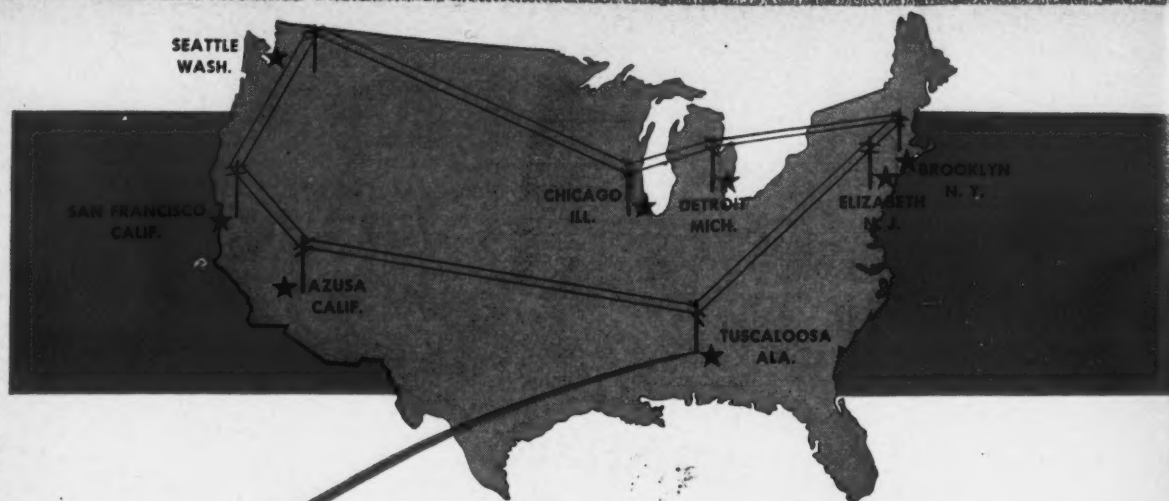 SEATTLE
WASH.
SAN FRANCISCO
CALIF.
AZUSA
CALIF.
CHICAGO
ILL.
DETROIT
MICH.
ELIZABETH
N. J.
BROOKLYN
N. Y.
TUSCALOOSA
ALA.